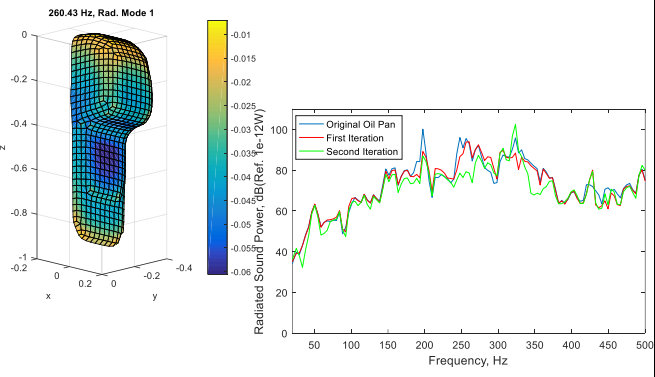 260.43 Hz, Rad. Mode 1
0
-0.2
-0.4
-0.6
-0.8
-1
z
-0.2
0
0.2
x
0
-0.2
-0.4
y
-0.01
-0.015
-0.02
-0.025
-0.03
-0.035
-0.04
-0.045
-0.05
-0.055
-0.06
Radiated Sound Power, dB(Ref. 1e-12W)
100
80
60
40
20
0
Original Oil Pan
First Iteration
Second Iteration
50 100 150 200 250 300 350 400 450 500
Frequency, Hz